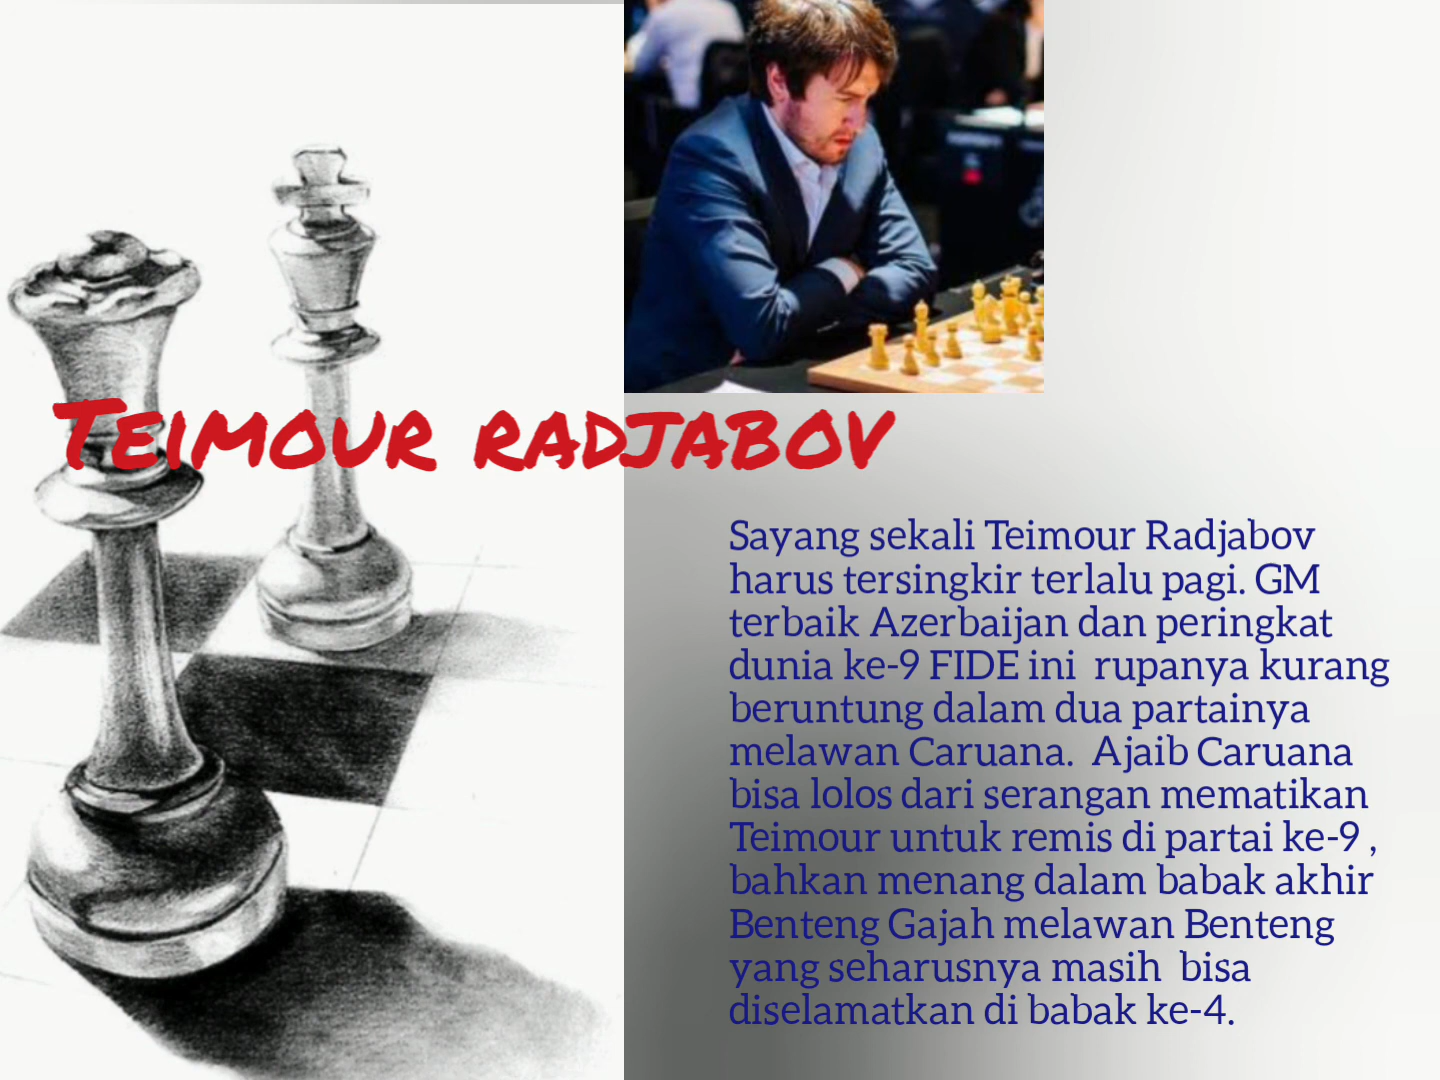 Teimour radjabov
Sayang sekali Teimour Radjabov
harus tersingkir terlalu pagi. GM
terbaik Azerbaijan dan peringkat
dunia ke-9 FIDE ini  rupanya kurang
beruntung dalam dua partainya
melawan Caruana.  Ajaib Caruana
bisa lolos dari serangan mematikan
Teimour untuk remis di partai ke-9 ,
bahkan menang dalam babak akhir
Benteng Gajah melawan Benteng
yang seharusnya masih  bisa
diselamatkan di babak ke-4.